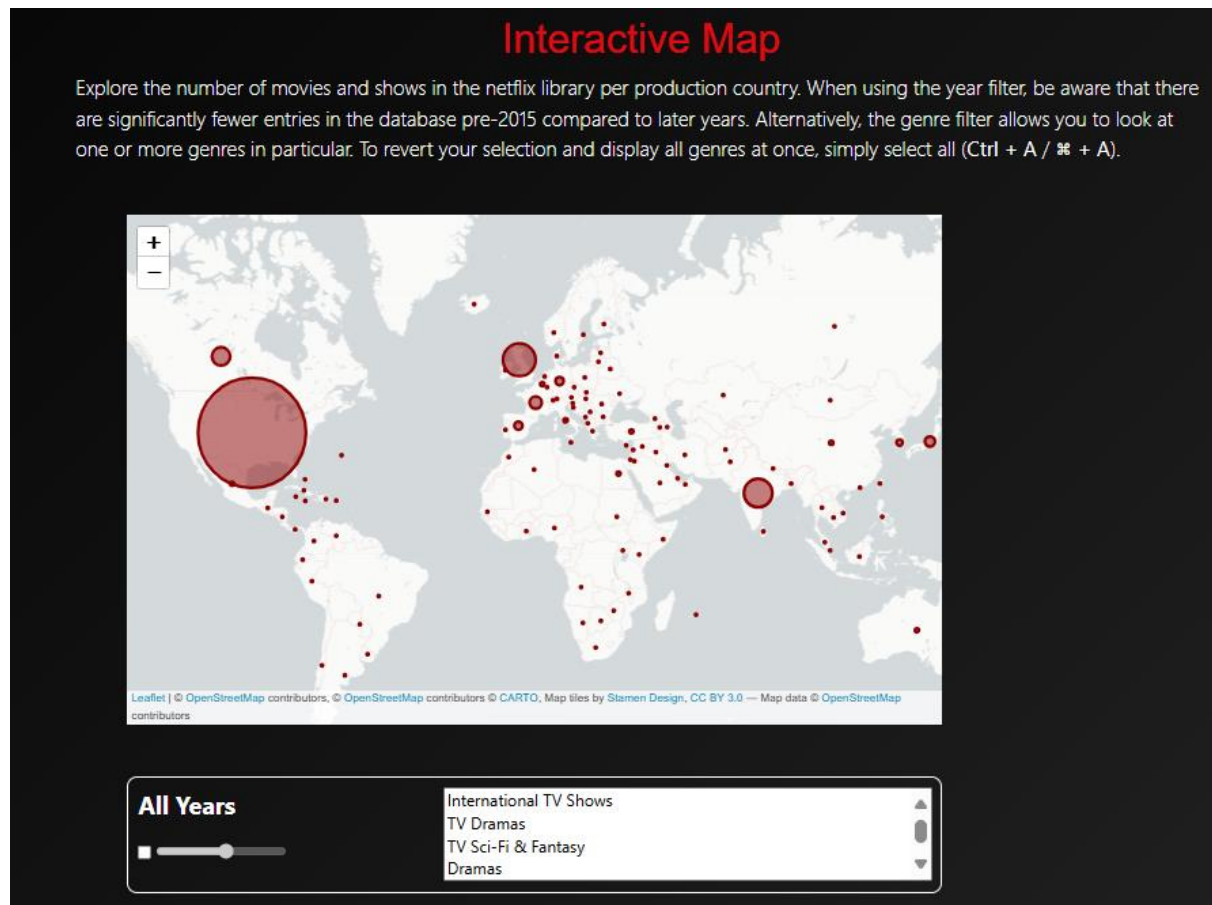 Interactive Map
Explore the number of movies and shows in the netflix library per production country. When using the year filter, be aware that there
are significantly fewer entries in the database pre-2015 compared to later years. Alternatively, the genre filter allows you to look at
one or more genres in particular. To revert your selection and display all genres at once, simply select all (Ctrl + A / ⌘ + A).
+
−
Leaflet | © OpenStreetMap contributors, © OpenStreetMap contributors © CARTO, Map tiles by Stamen Design, CC BY 3.0 — Map data © OpenStreetMap
contributors
All Years
International TV Shows
TV Dramas
TV Sci-Fi & Fantasy
Dramas